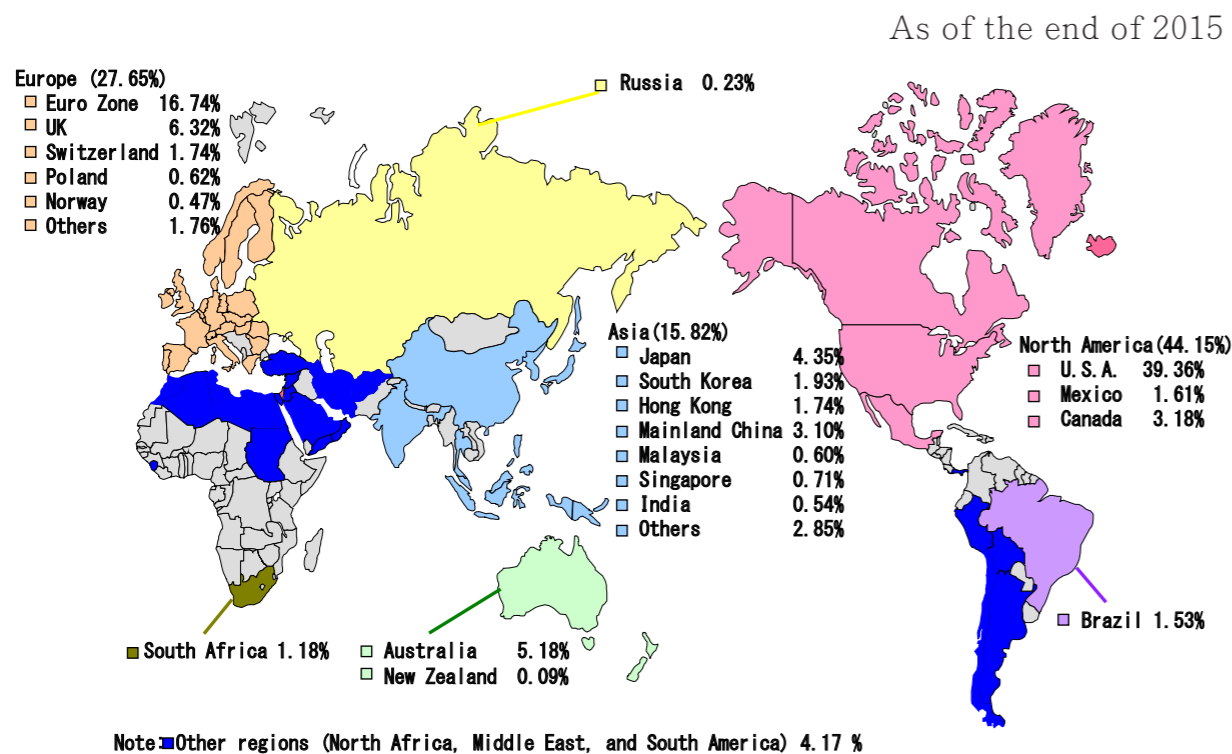 As of the end of 2015
Europe (27.65%)
Euro Zone 16.74%
UK 6.32%
Switzerland 1.74%
Poland 0.62%
Norway 0.47%
Others 1.76%
Russia 0.23%
Asia(15.82%)
Japan 4.35%
South Korea 1.93%
Hong Kong 1.74%
Mainland China 3.10%
Malaysia 0.60%
Singapore 0.71%
India 0.54%
Others 2.85%
North America(44.15%)
U.S.A. 39.36%
Mexico 1.61%
Canada 3.18%
Brazil 1.53%
South Africa 1.18%
Australia 5.18%
New Zealand 0.09%
Note: Other regions (North Africa, Middle East, and South America) 4.17 %